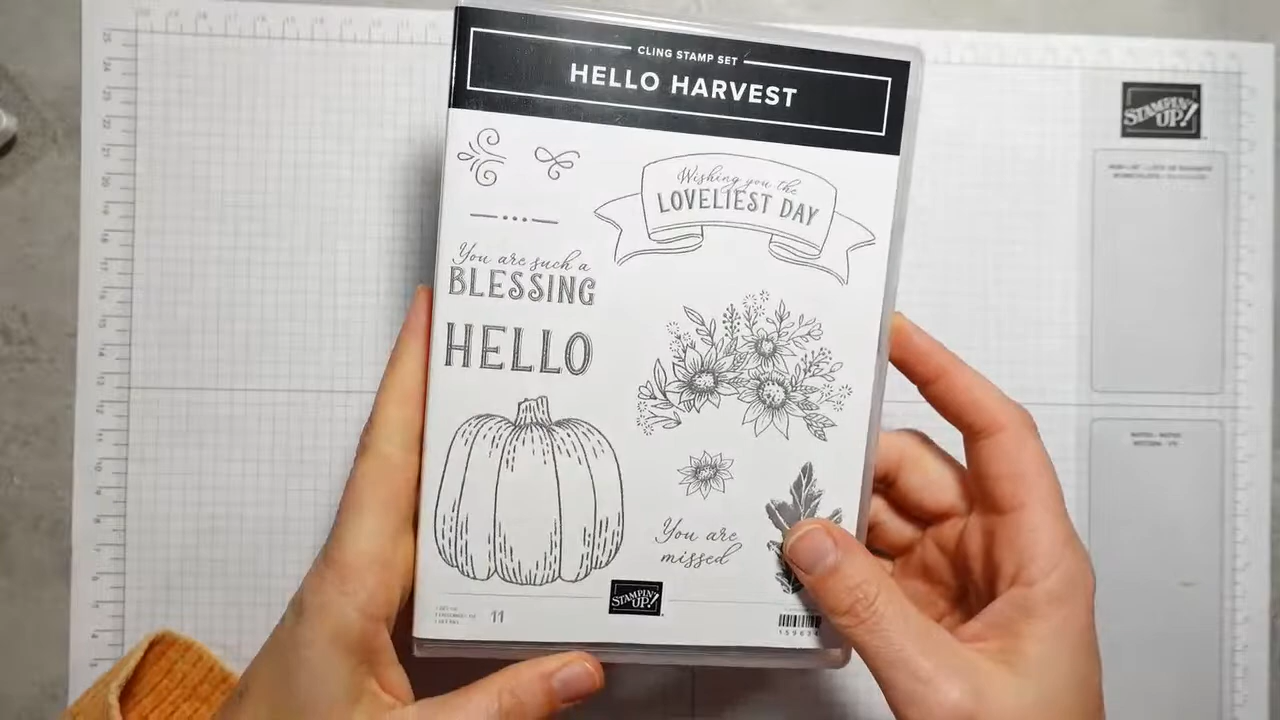 CLING STAMP SET
HELLO HARVEST
Wishing you the
LOVELIEST DAY
You are such a
BLESSING
HELLO
You are
missed
STAMPIN' UP!
11
STAMPIN' UP!